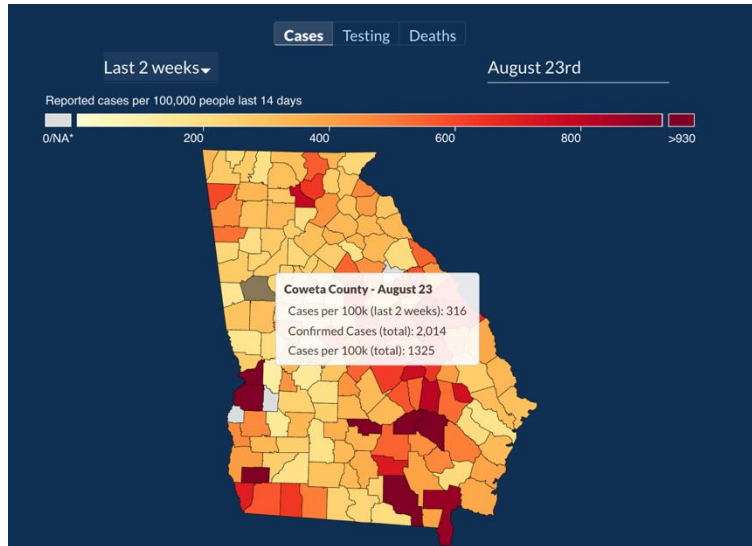 Cases Testing Deaths
Last 2 weeks August 23rd
Reported cases per 100,000 people last 14 days
0/NA* 200 400 600 800 >930
Coweta County - August 23
Cases per 100k (last 2 weeks): 316
Confirmed Cases (total): 2,014
Cases per 100k (total): 1325